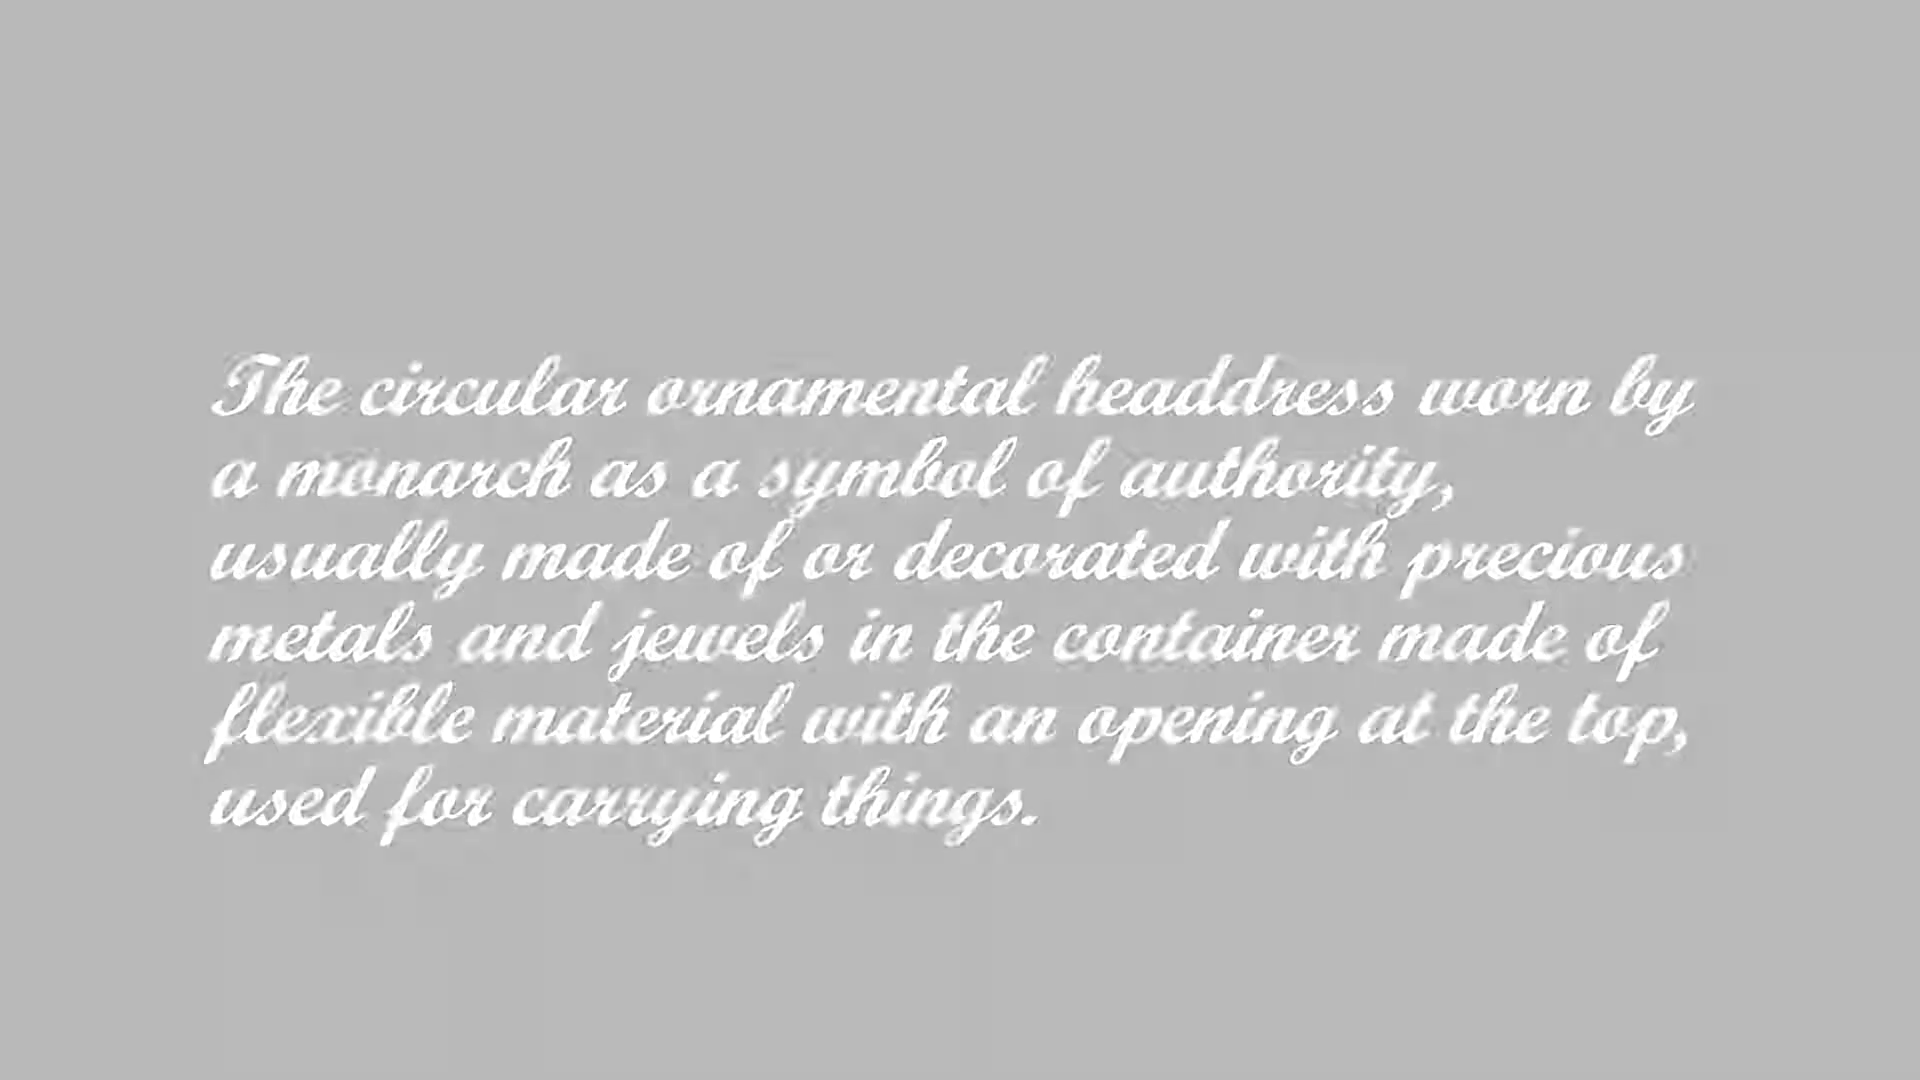 The circular ornamental headdress worn by
a monarch as a symbol of authority,
usually made of or decorated with precious
metals and jewels in the container made of
flexible material with an opening at the top,
used for carrying things.